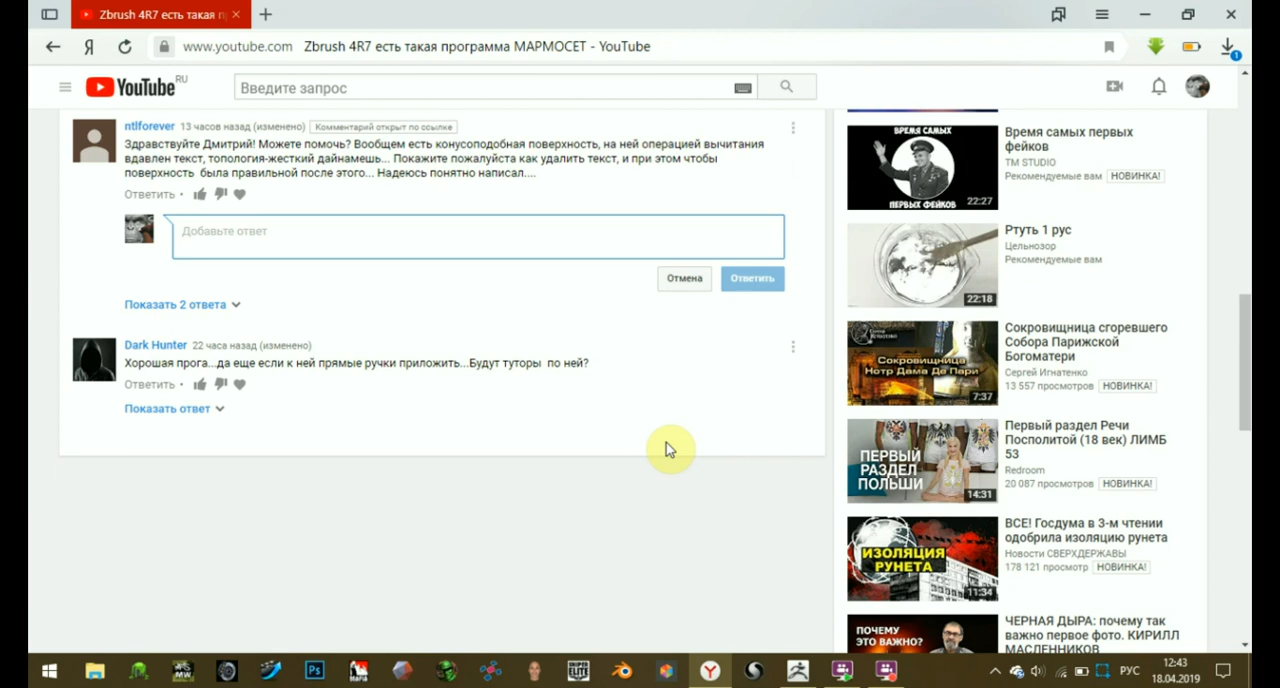 Zbrush 4R7 есть такая п
www.youtube.com Zbrush 4R7 есть такая программа МАРМОСЕТ - YouTube
YouTube RU
Введите запрос
ntlforever 13 часов назад (изменено) Комментарий открыт по ссылке
Здравствуйте Дмитрий! Можете помочь? Вообщем есть конусоподобная поверхность, на ней операцией вычитания
вдавлен текст, топология-жесткий дайнамешь... Покажите пожалуйста как удалить текст, и при этом чтобы
поверхность была правильной после этого... Надеюсь понятно написал....
Ответить
Добавьте ответ
Отмена
Ответить
Показать 2 ответа
Dark Hunter 22 часа назад (изменено)
Хорошая прога...да еще если к ней прямые ручки приложить...Будут туторы по ней?
Ответить
Показать ответ
ВРЕМЯ САМЫХ
ПЕРВЫХ ФЕЙКОВ
22:27
Время самых первых
фейков
TM STUDIO
Рекомендуемые вам НОВИНКА!
22:18
Ртуть 1 рус
Цельнозор
Рекомендуемые вам
Сокровищница
Нотр Дама Де Пари
7:37
Сокровищница сгоревшего
Собора Парижской
Богоматери
Сергей Игнатенко
13 557 просмотров НОВИНКА!
ПЕРВЫЙ
РАЗДЕЛ
ПОЛЬШИ
14:31
Первый раздел Речи
Посполитой (18 век) ЛИМБ
53
Redroom
20 087 просмотров НОВИНКА!
ИЗОЛЯЦИЯ
РУНЕТА
11:34
ВСЕ! Госдума в 3-м чтении
одобрила изоляцию рунета
Новости СВЕРХДЕРЖАВЫ
178 121 просмотр НОВИНКА!
ПОЧЕМУ
ЭТО ВАЖНО?
ЧЕРНАЯ ДЫРА: почему так
важно первое фото. КИРИЛЛ
МАСЛЕННИКОВ
Ps
РУС
12:43
18.04.2019